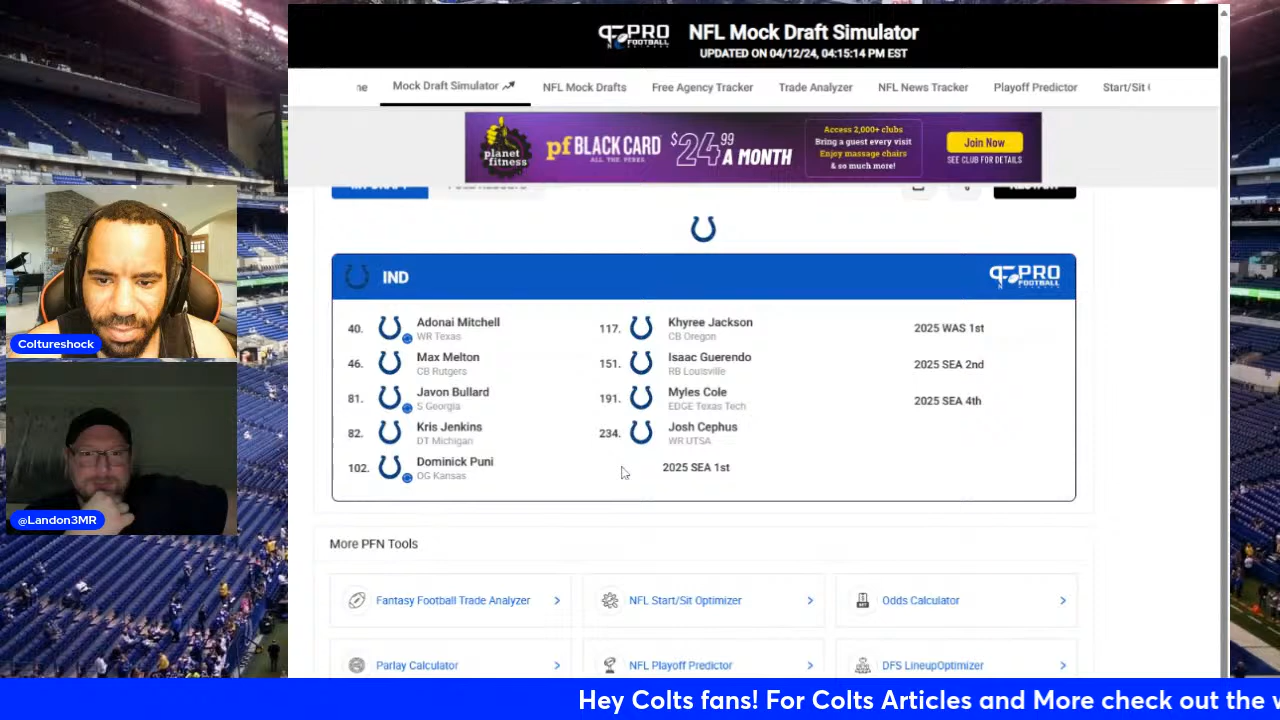 PRO
FOOTBALL
NETWORK
NFL Mock Draft Simulator
UPDATED ON 04/12/24, 04:15:14 PM EST
ne
Mock Draft Simulator
NFL Mock Drafts
Free Agency Tracker
Trade Analyzer
NFL News Tracker
Playoff Predictor
Start/Sit
planet
fitness
pf BLACK CARD
ALL THE PERKS.
$24.99
A MONTH
Access 2,000+ clubs
Bring a guest every visit
Enjoy massage chairs
& so much more!
Join Now
SEE CLUB FOR DETAILS
IND
PRO
FOOTBALL
40. Adonai Mitchell
WR Texas
46. Max Melton
CB Rutgers
81. Javon Bullard
S Georgia
82. Kris Jenkins
DT Michigan
102. Dominick Puni
OG Kansas
117. Khyree Jackson
CB Oregon
151. Isaac Guerendo
RB Louisville
191. Myles Cole
EDGE Texas Tech
234. Josh Cephus
WR UTSA
2025 SEA 1st
2025 WAS 1st
2025 SEA 2nd
2025 SEA 4th
More PFN Tools
Fantasy Football Trade Analyzer
NFL Start/Sit Optimizer
Odds Calculator
Parlay Calculator
NFL Playoff Predictor
DFS LineupOptimizer
Coltureshock
@Landon3MR
Hey Colts fans! For Colts Articles and More check out the